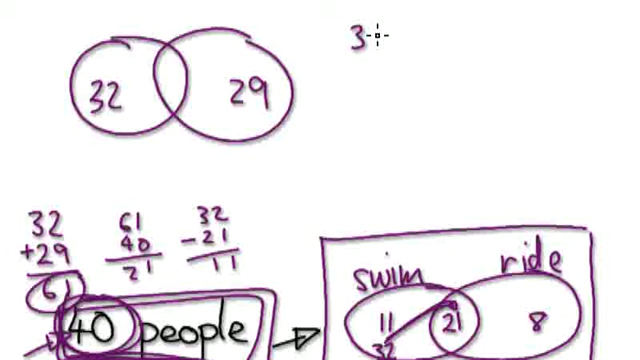 3
32 29
32 61 32
+29 40 -21
61 21 11
swim ride
40 people
11 21 8
32